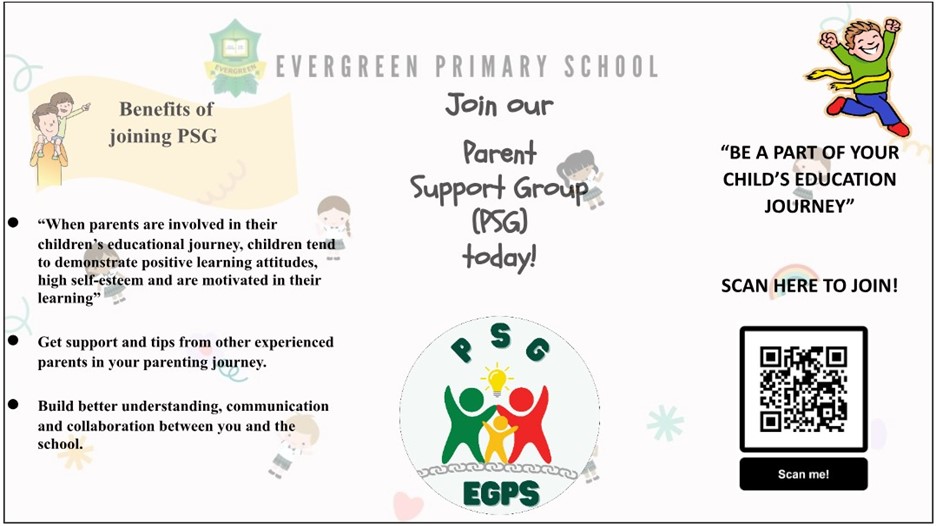 EVERGREEN
EVERGREEN PRIMARY SCHOOL
Benefits of
joining PSG
“When parents are involved in their
children’s educational journey, children tend
to demonstrate positive learning attitudes,
high self-esteem and are motivated in their
learning”
Get support and tips from other experienced
parents in your parenting journey.
Build better understanding, communication
and collaboration between you and the
school.
Join our
Parent
Support Group
(PSG)
today!
PSG
EGPS
“BE A PART OF YOUR
CHILD’S EDUCATION
JOURNEY”
SCAN HERE TO JOIN!
Scan me!